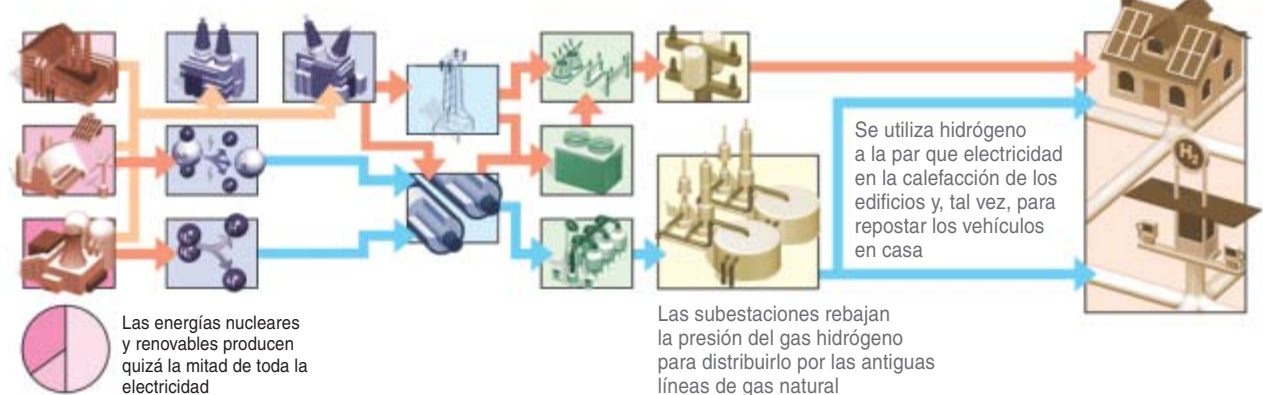 Se utiliza hidrógeno
a la par que electricidad
en la calefacción de los
edificios y, tal vez, para
repostar los vehículos
en casa
H₂
Las energías nucleares
y renovables producen
quizá la mitad de toda la
electricidad
Las subestaciones rebajan
la presión del gas hidrógeno
para distribuirlo por las antiguas
líneas de gas natural